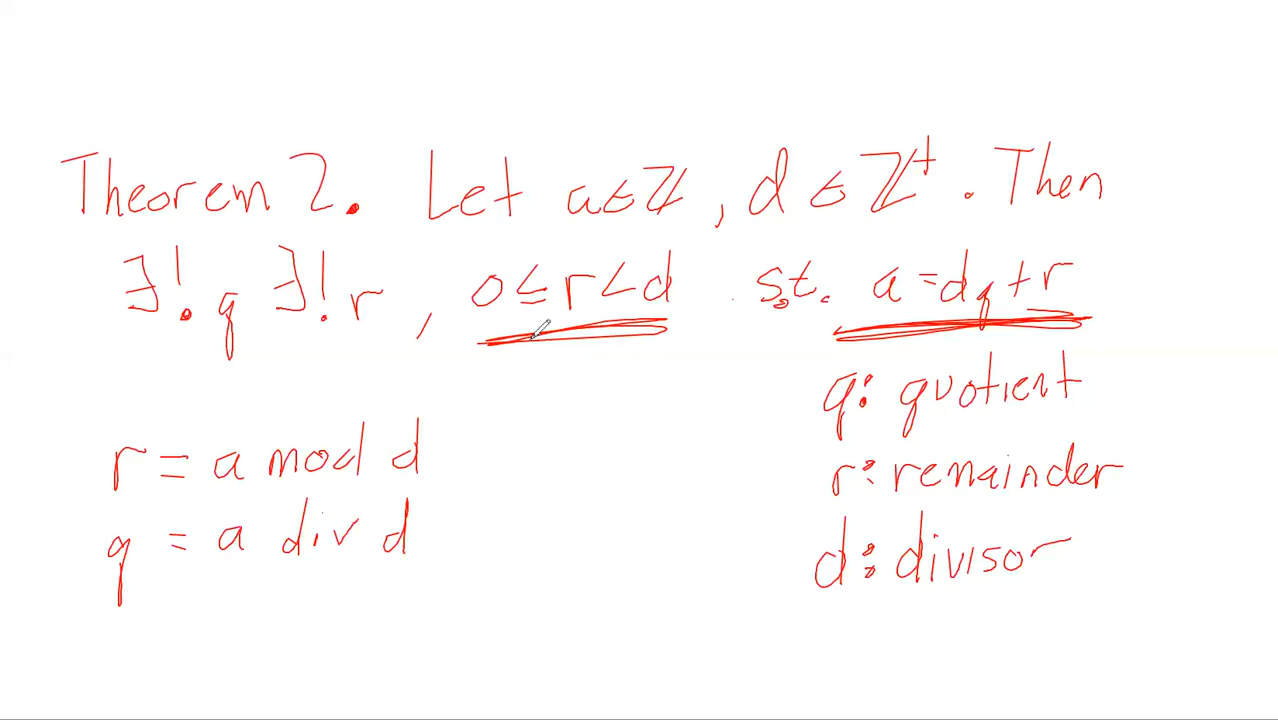 Theorem 2. Let a∈ℤ, d∈ℤ⁺. Then
∃! q ∃! r, 0≤r<d s.t. a=dq+r
q: quotient
r = a mod d
r: remainder
q = a div d
d: divisor